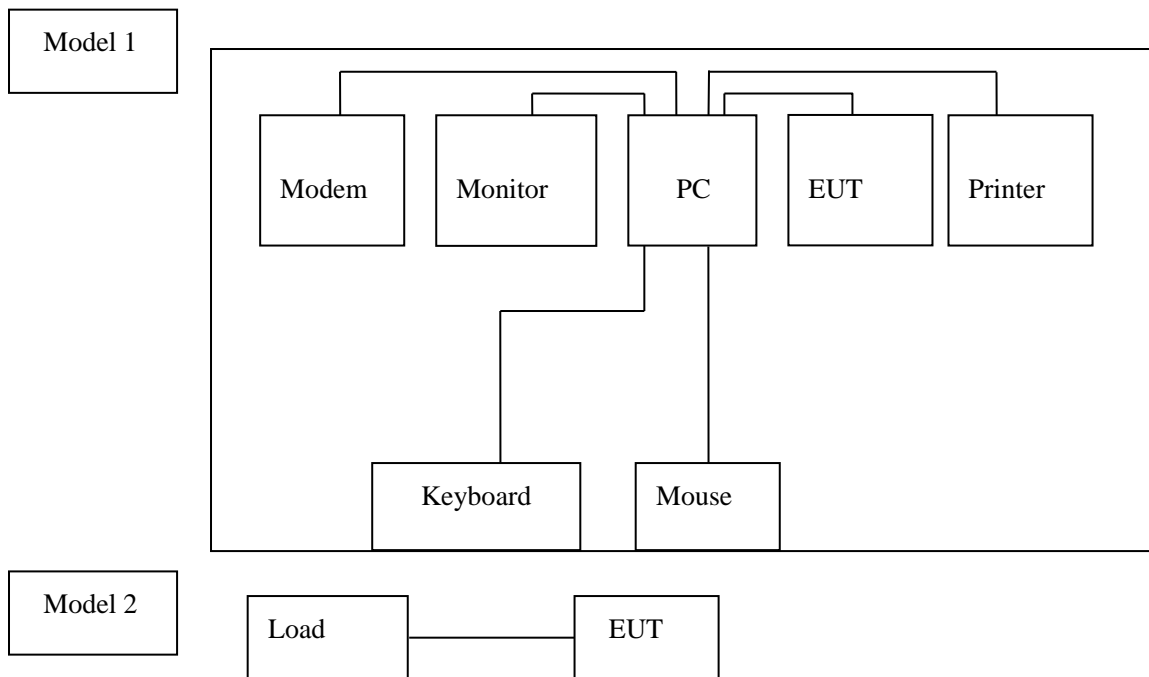 Model 1
Modem
Monitor
PC
EUT
Printer
Keyboard
Mouse
Model 2
Load
EUT